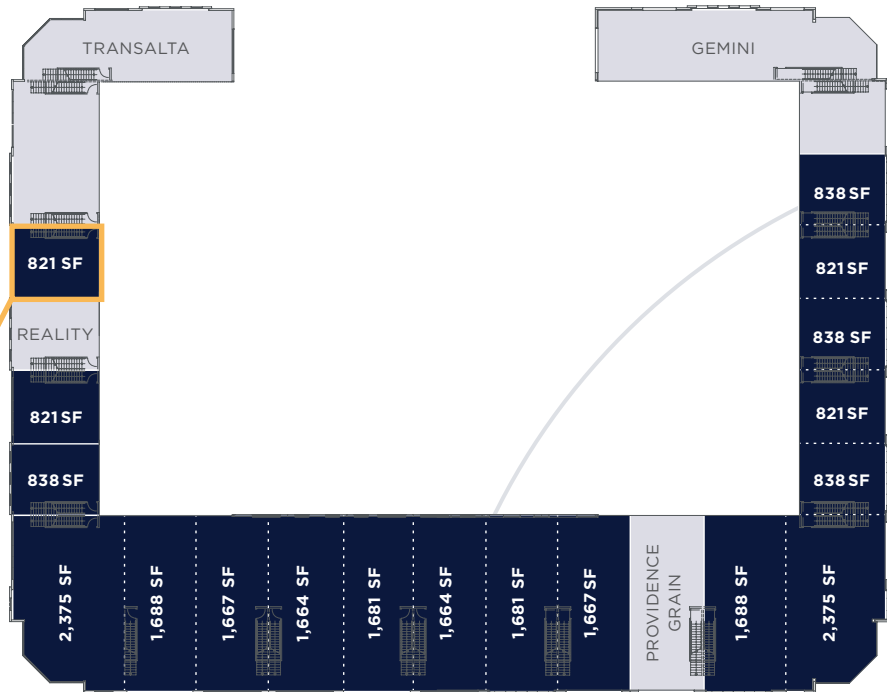 TRANSALTA
GEMINI
838 SF
821 SF
821 SF
838 SF
REALITY
821 SF
821 SF
838 SF
838 SF
2,375 SF
1,688 SF
1,667 SF
1,664 SF
1,681 SF
1,664 SF
1,681 SF
1,667 SF
PROVIDENCE
GRAIN
1,688 SF
2,375 SF